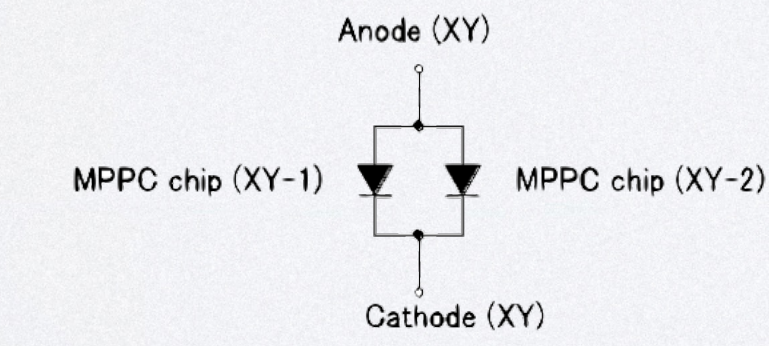 Anode (XY)
MPPC chip (XY-1)
MPPC chip (XY-2)
Cathode (XY)